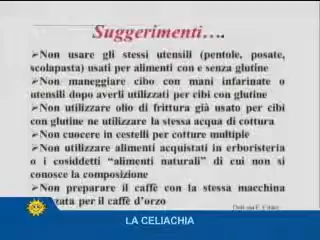 Suggerimenti….
➢Non usare gli stessi utensili (pentole, posate,
scolapasta) usati per alimenti con e senza glutine
➢Non maneggiare cibo con mani infarinate o
utensili dopo averli utilizzati per cibi con glutine
➢Non utilizzare olio di frittura già usato per cibi
con glutine ne utilizzare la stessa acqua di cottura
➢Non cuocere in cestelli per cotture multiple
➢Non utilizzare alimenti acquistati in erboristeria
o i cosiddetti “alimenti naturali” di cui non si
conosce la composizione
➢Non preparare il caffè con la stessa macchina
per il caffè d’orzo
LA CELIACHIA